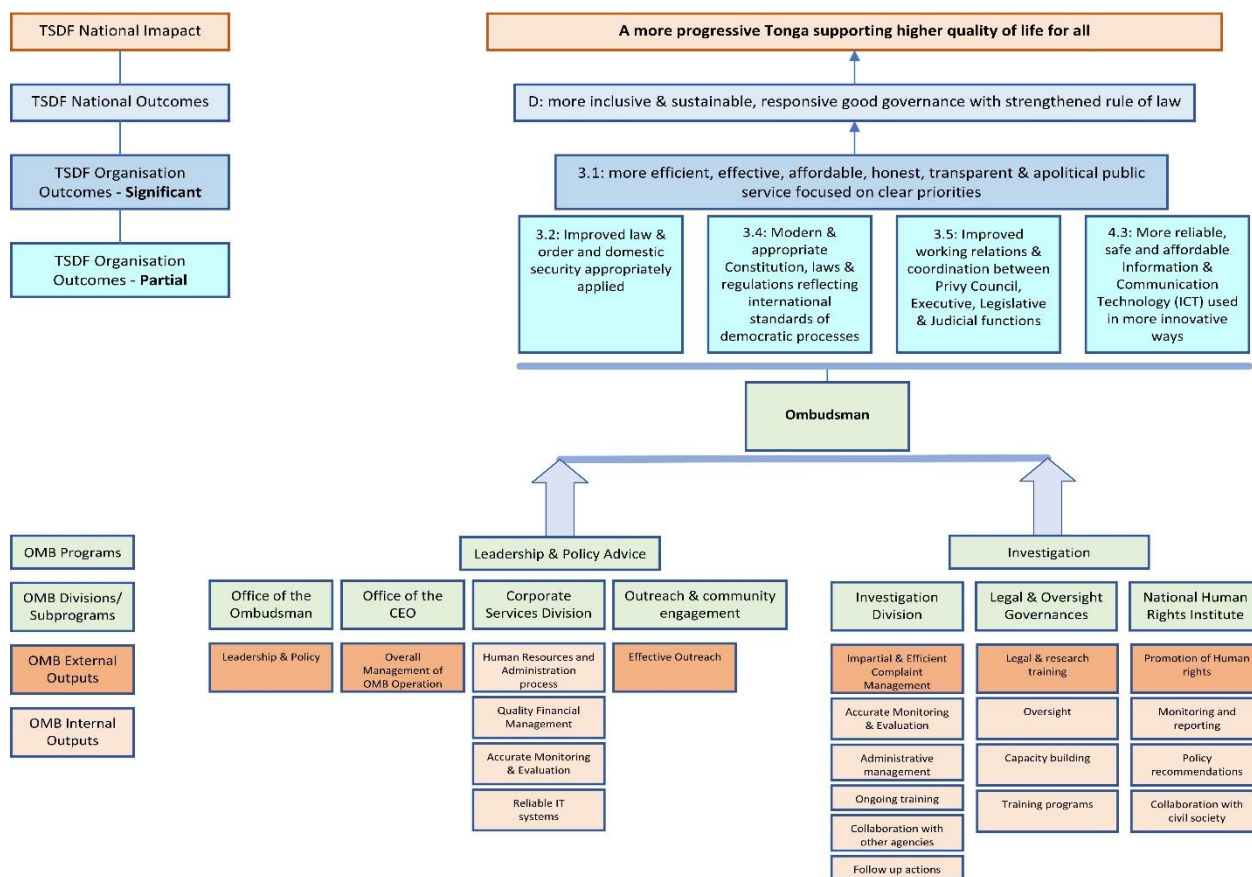 TSDF National Imapact
A more progressive Tonga supporting higher quality of life for all
TSDF National Outcomes
D: more inclusive & sustainable, responsive good governance with strengthened rule of law
TSDF Organisation
Outcomes - Significant
3.1: more efficient, effective, affordable, honest, transparent & apolitical public
service focused on clear priorities
TSDF Organisation
Outcomes - Partial
3.2: Improved law &
order and domestic
security appropriately
applied
3.4: Modern &
appropriate
Constitution, laws &
regulations reflecting
international
standards of
democratic processes
3.5: Improved
working relations &
coordination between
Privy Council,
Executive, Legislative
& Judicial functions
4.3: More reliable,
safe and affordable
Information &
Communication
Technology (ICT) used
in more innovative
ways
Ombudsman
OMB Programs
Leadership & Policy Advice
Investigation
OMB Divisions/
Subprograms
Office of the
Ombudsman
Office of the
CEO
Corporate
Services Division
Outreach & community
engagement
Investigation
Division
Legal & Oversight
Governances
National Human
Rights Institute
OMB External
Outputs
Leadership & Policy
Overall
Management of
OMB Operation
Human Resources and
Administration
process
Effective Outreach
Impartial & Efficient
Complaint
Management
Legal & research
training
Promotion of Human
rights
OMB Internal
Outputs
Quality Financial
Management
Accurate Monitoring
& Evaluation
Reliable IT
systems
Accurate Monitoring
& Evaluation
Administrative
management
Ongoing training
Collaboration with
other agencies
Follow up actions
Oversight
Capacity building
Training programs
Monitoring and
reporting
Policy
recommendations
Collaboration with
civil society